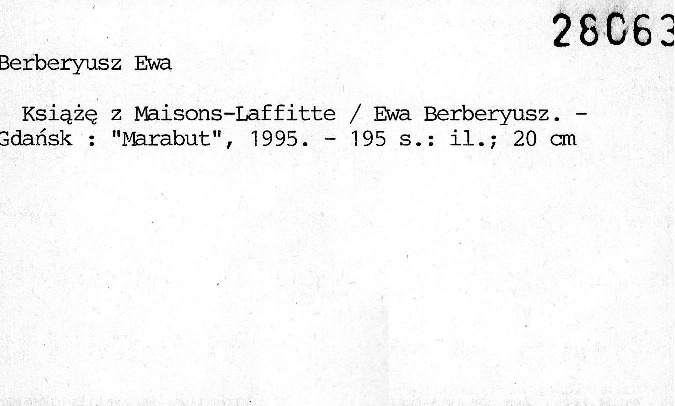 28063
Berberyusz Ewa
Książę z Maisons-Laffitte / Ewa Berberyusz. -
Gdańsk : "Marabut", 1995. - 195 s.: il.; 20 cm